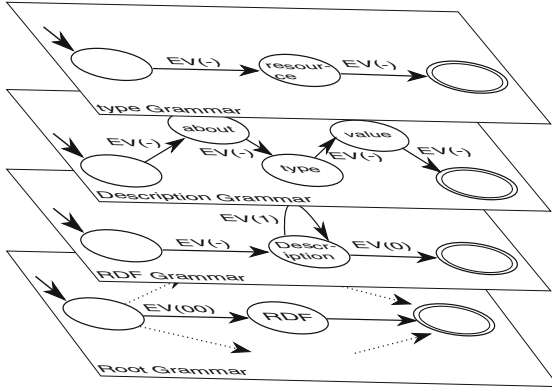 EV(-)
resour-
ce
EV(-)
type Grammar
about
value
EV(-)
EV(-)
EV(-)
EV(-)
type
Description Grammar
EV(1)
EV(-)
Descr-
iption
EV(0)
RDF Grammar
EV(00)
RDF
Root Grammar